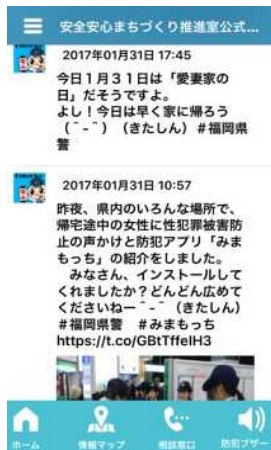 安全安心まちづくり推進室公式...
2017年01月31日 17:45
今日1月31日は「愛妻家の
日」だそうですよ。
よし！今日は早く家に帰ろう
（＾-＾）（きたしん）＃福岡県
警
2017年01月31日 10:57
昨夜、県内のいろんな場所で、
帰宅途中の女性に性犯罪被害防
止の声かけと防犯アプリ「みま
もっち」の紹介をしました。
　みなさん、インストールして
くれましたか？どんどん広めて
くださいねー＾-＾（きたしん）
＃福岡県警　＃みまもっち
https://t.co/GBtTffelH3
ホーム 情報マップ 相談窓口 防犯ブザー